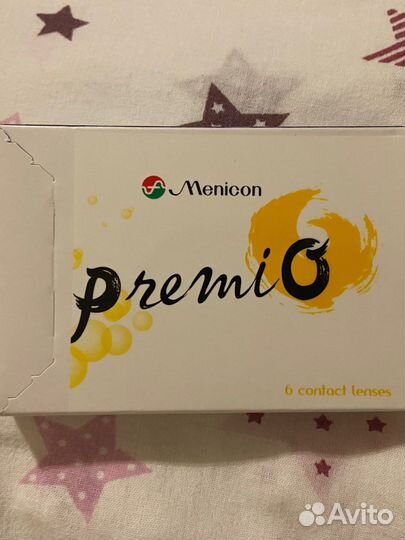 Menicon
premiO
6 contact lenses
Avito